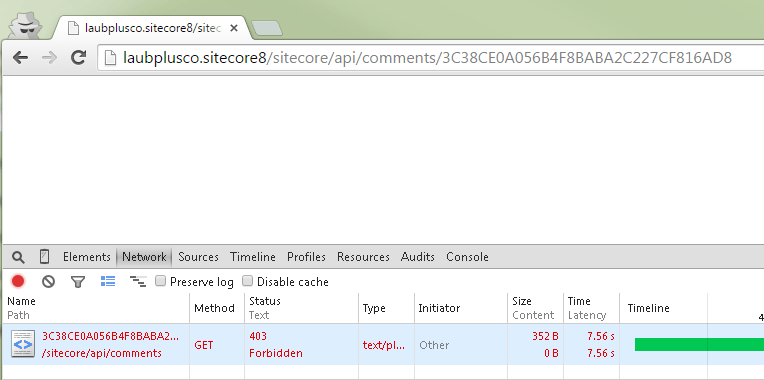 laubplusco.sitecore8/sitec
laubplusco.sitecore8/sitecore/api/comments/3C38CE0A056B4F8BABA2C227CF816AD8
Elements Network Sources Timeline Profiles Resources Audits Console
Preserve log Disable cache
Name Method Status Type Initiator Size Time Timeline
Path Text Content Latency 4
3C38CE0A056B4F8BABA2... GET 403 text/pl... Other 352 B 7.56 s
/sitecore/api/comments Forbidden 0 B 7.56 s